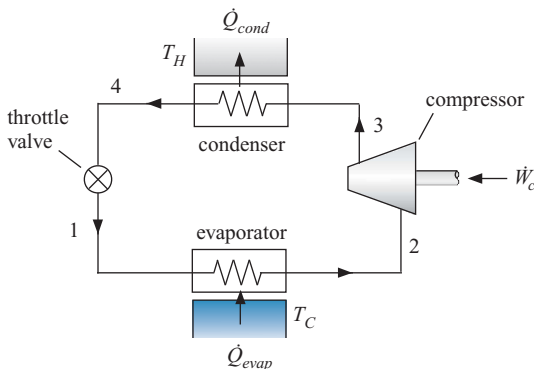 Q̇cond
TH
4
throttle
valve
condenser
3
compressor
Ẇc
1
evaporator
2
TC
Q̇evap